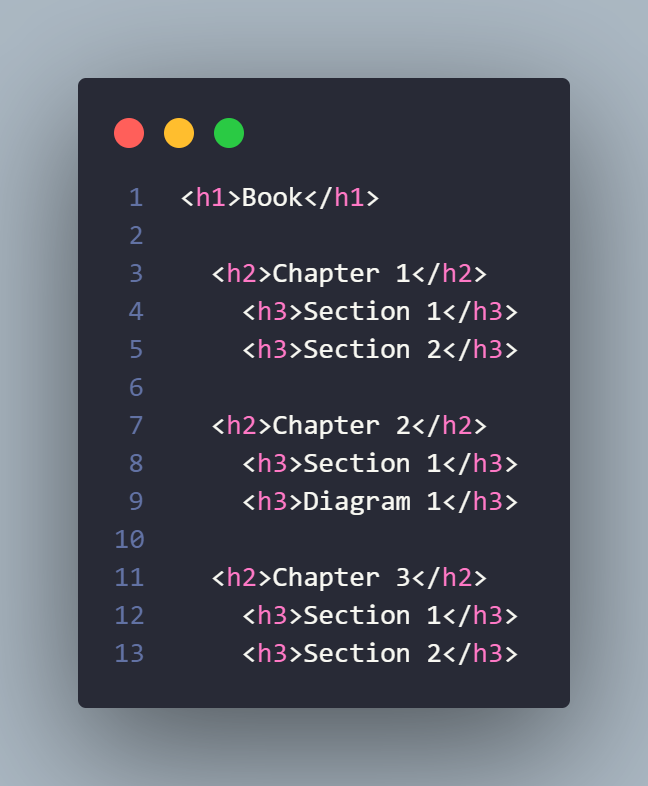 1 <h1>Book</h1>
2
3 <h2>Chapter 1</h2>
4 <h3>Section 1</h3>
5 <h3>Section 2</h3>
6
7 <h2>Chapter 2</h2>
8 <h3>Section 1</h3>
9 <h3>Diagram 1</h3>
10
11 <h2>Chapter 3</h2>
12 <h3>Section 1</h3>
13 <h3>Section 2</h3>